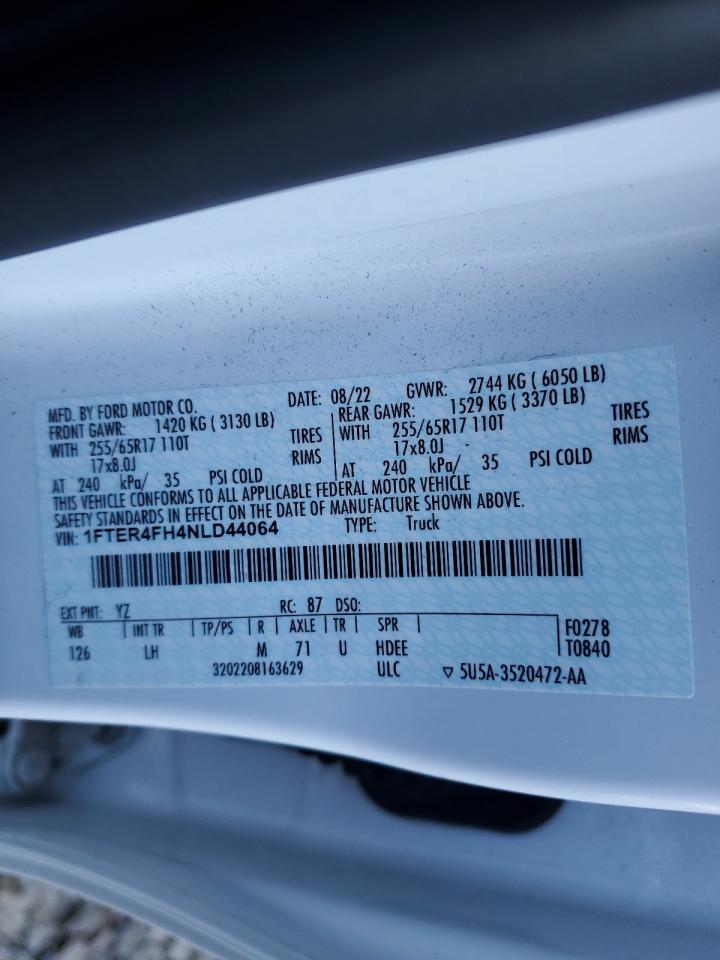 MFD. BY FORD MOTOR CO. DATE: 08/22 GVWR: 2744 KG ( 6050 LB)
FRONT GAWR: 1420 KG ( 3130 LB) REAR GAWR: 1529 KG ( 3370 LB)
WITH 255/65R17 110T TIRES WITH 255/65R17 110T TIRES
17x8.0J RIMS 17x8.0J RIMS
AT 240 kPa/ 35 PSI COLD AT 240 kPa/ 35 PSI COLD
THIS VEHICLE CONFORMS TO ALL APPLICABLE FEDERAL MOTOR VEHICLE
SAFETY STANDARDS IN EFFECT ON THE DATE OF MANUFACTURE SHOWN ABOVE.
VIN: 1FTER4FH4NLD44064 TYPE: Truck
EXT PNT: YZ RC: 87 DSO:
WB INT TR TP/PS R AXLE TR SPR F0278
126 LH M 71 U HDEE T0840
3202208163629 ULC ▽ 5U5A-3520472-AA